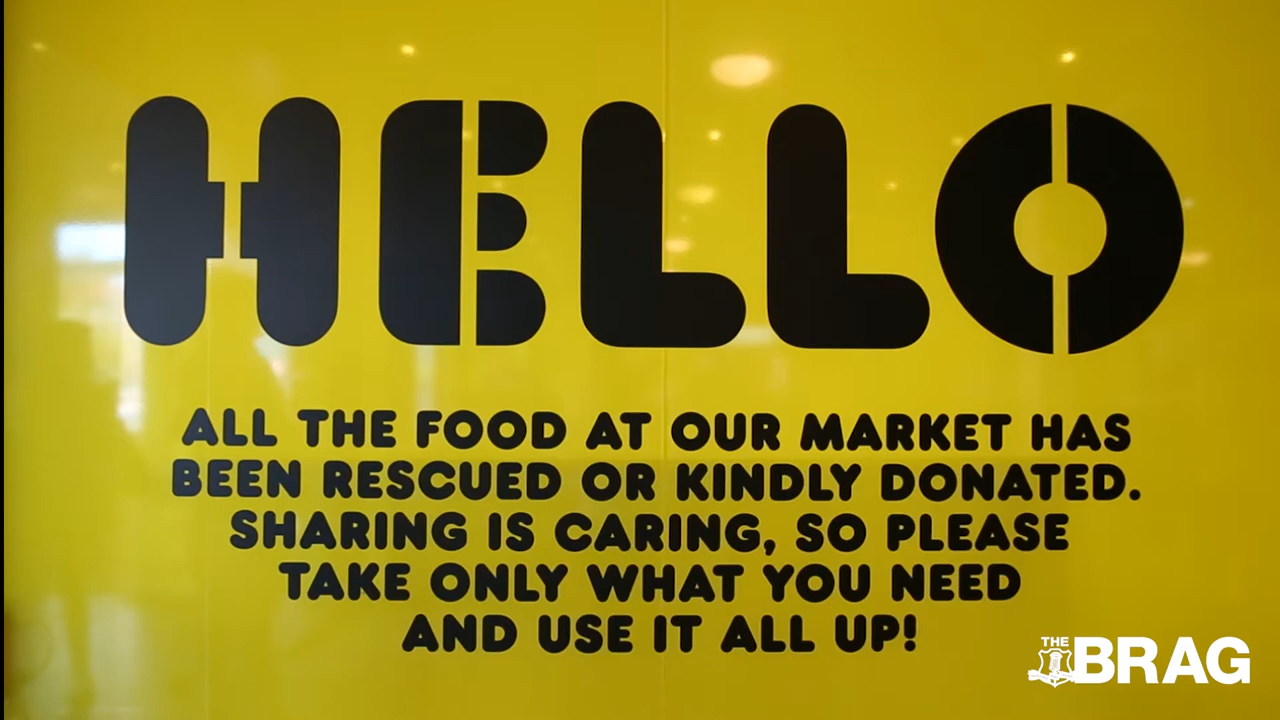 HELLO
ALL THE FOOD AT OUR MARKET HAS
BEEN RESCUED OR KINDLY DONATED.
SHARING IS CARING, SO PLEASE
TAKE ONLY WHAT YOU NEED
AND USE IT ALL UP!
THE BRAG